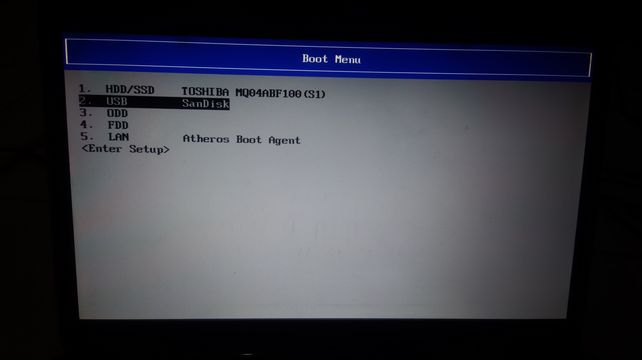 Boot Menu
1. HDD/SSD TOSHIBA MQ04ABF100(S1)
2. USB SanDisk
3. ODD
4. FDD
5. LAN Atheros Boot Agent
<Enter Setup>